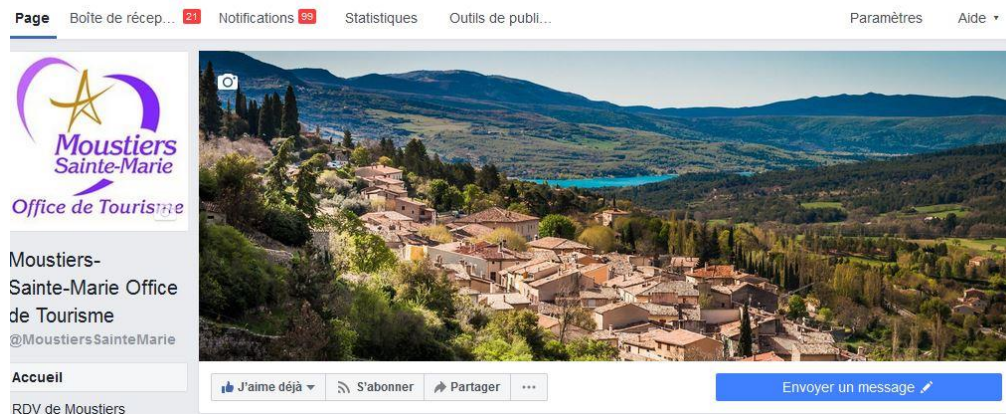 Page Boîte de récep... 21 Notifications 99 Statistiques Outils de publi... Paramètres Aide
Moustiers
Sainte-Marie
Office de Tourisme
Moustiers-
Sainte-Marie Office
de Tourisme
@MoustiersSainteMarie
Accueil
RDV de Moustiers
J'aime déjà S'abonner Partager ... Envoyer un message